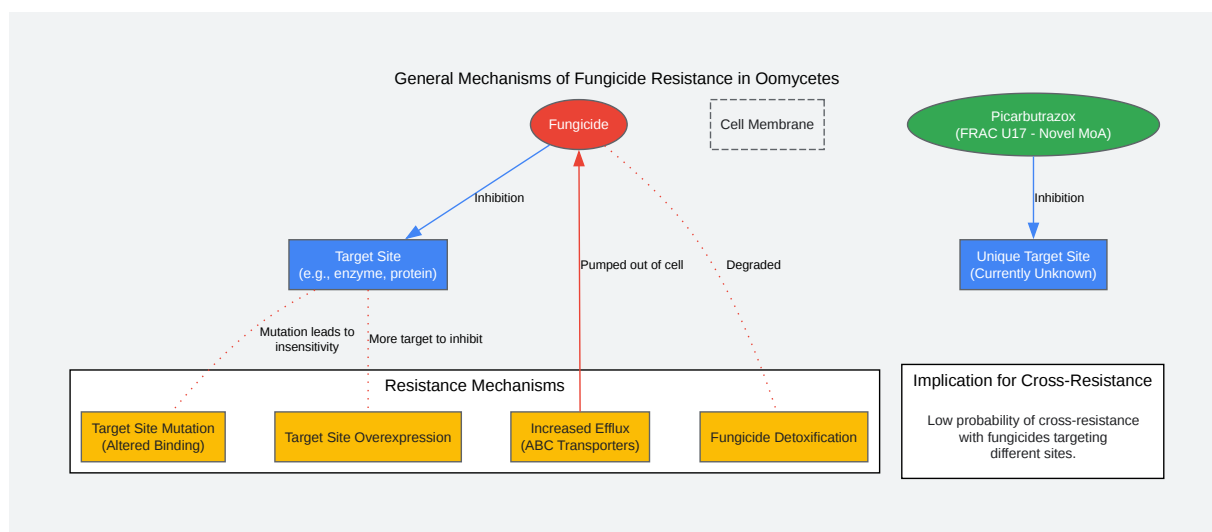 General Mechanisms of Fungicide Resistance in Oomycetes
Fungicide
Cell Membrane
Picarbutrazox
(FRAC U17 - Novel MoA)
Inhibition
Inhibition
Target Site
(e.g., enzyme, protein)
Pumped out of cell
Degraded
Unique Target Site
(Currently Unknown)
Mutation leads to
insensitivity
More target to inhibit
Resistance Mechanisms
Target Site Mutation
(Altered Binding)
Target Site Overexpression
Increased Efflux
(ABC Transporters)
Fungicide Detoxification
Implication for Cross-Resistance
Low probability of cross-resistance
with fungicides targeting
different sites.